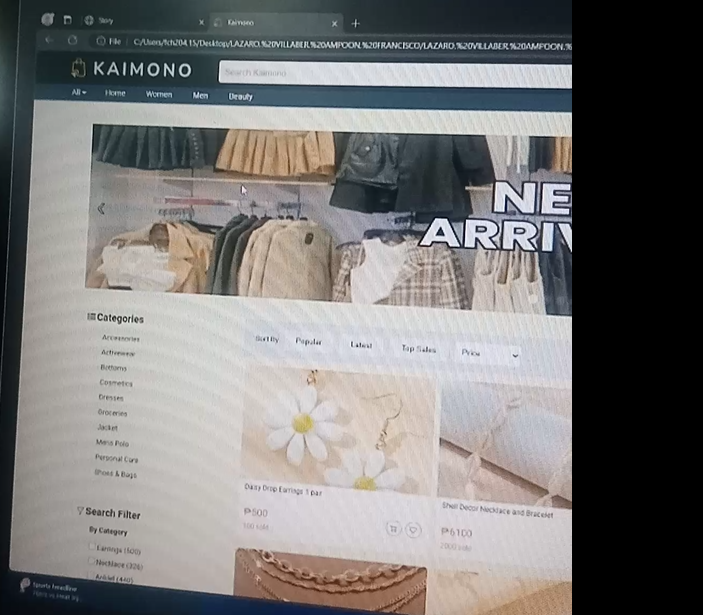 Story
Kaimono
File
C:/Users/tch204.15/Desktop/LAZARO.%20VILLABER.%20AMPOON.%20FRANCISCO/LAZARO.%20VILLABER.%20AMPOON.%
KAIMONO
Search Kaimono
All
Home
Women
Men
Beauty
NE
ARRIV
Categories
Accessories
Activewear
Bottoms
Cosmetics
Dresses
Groceries
Jacket
Mens Polo
Personal Care
Shoes & Bags
Sort By
Popular
Latest
Top Sales
Price
Daisy Drop Earrings 1 pair
₱500
100 sold
Shell Decor Necklace and Bracelet
₱6100
2000 sold
Search Filter
By Category
Earrings (500)
Necklace (326)
Anklet (460)
Sports headline